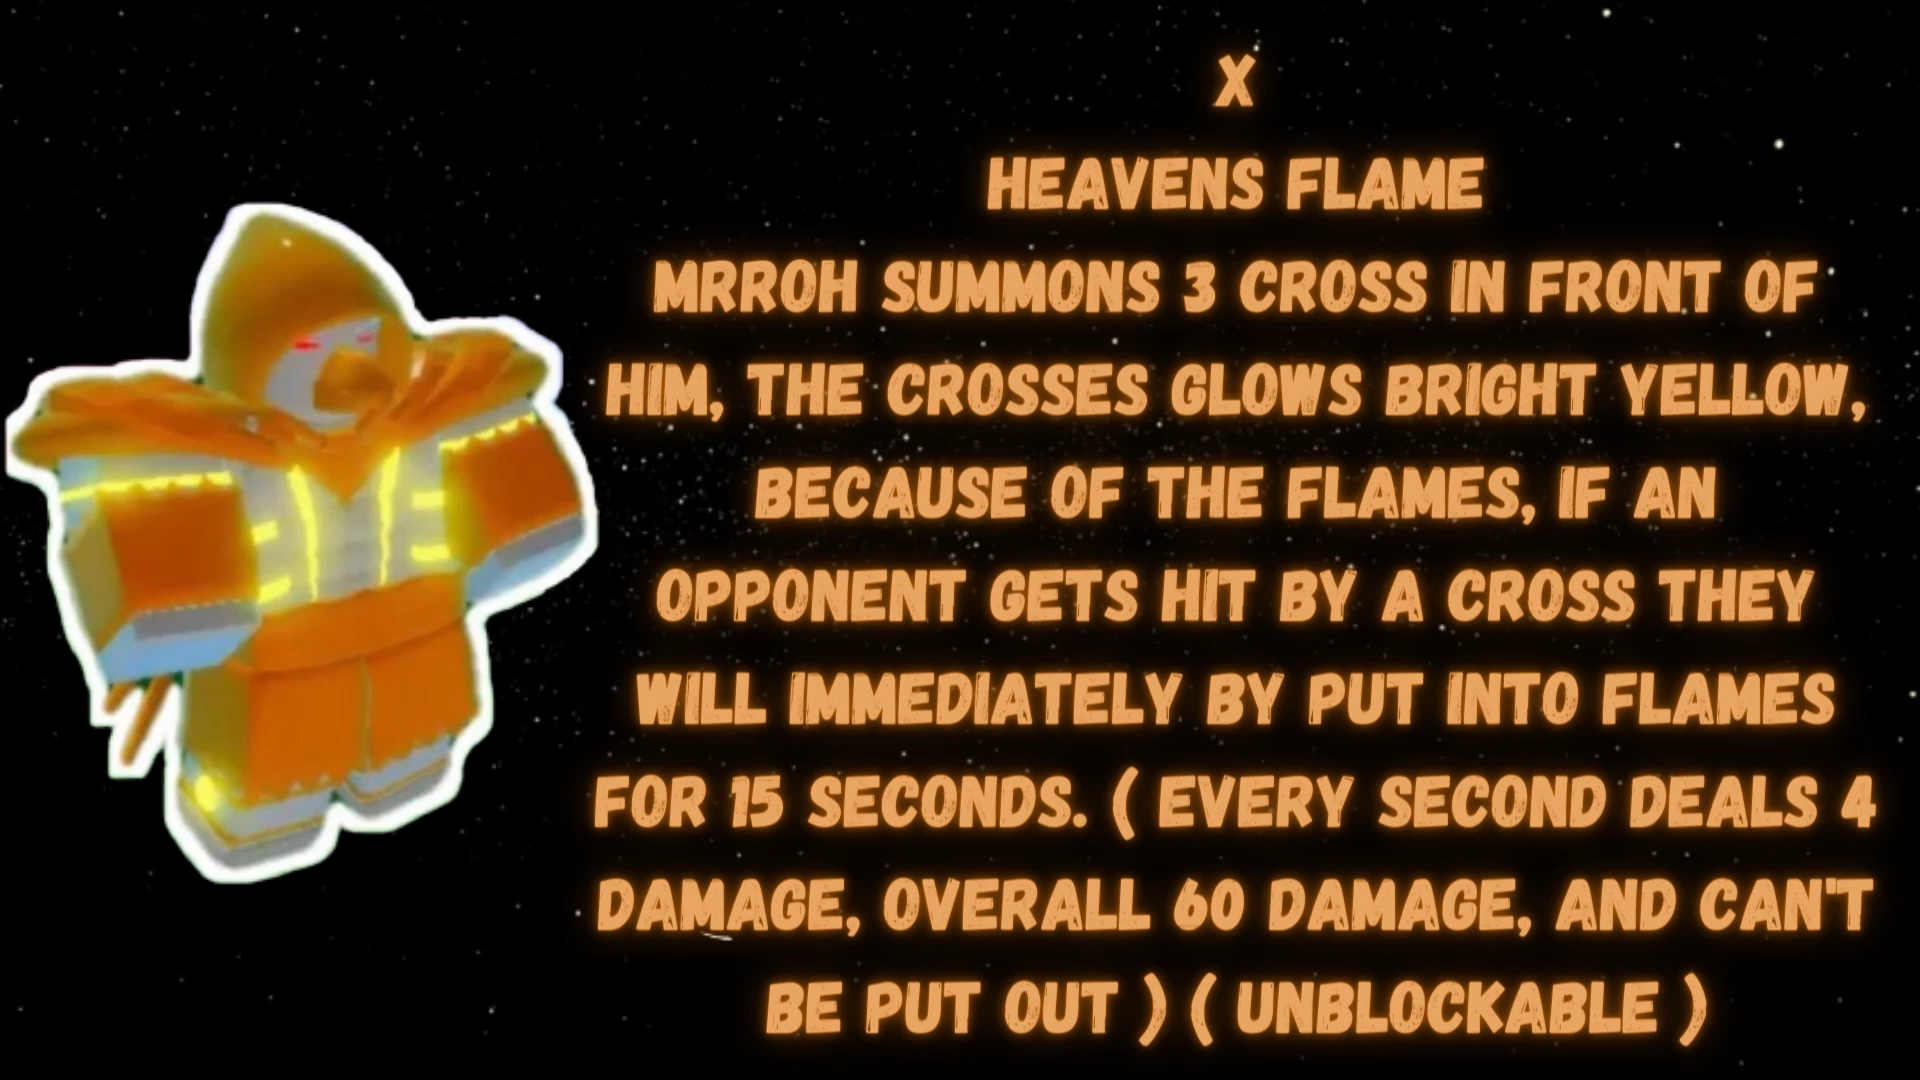 X
HEAVENS FLAME
MRROH SUMMONS 3 CROSS IN FRONT OF
HIM, THE CROSSES GLOWS BRIGHT YELLOW,
BECAUSE OF THE FLAMES, IF AN
OPPONENT GETS HIT BY A CROSS THEY
WILL IMMEDIATELY BY PUT INTO FLAMES
FOR 15 SECONDS. ( EVERY SECOND DEALS 4
DAMAGE, OVERALL 60 DAMAGE, AND CAN'T
BE PUT OUT ) ( UNBLOCKABLE )